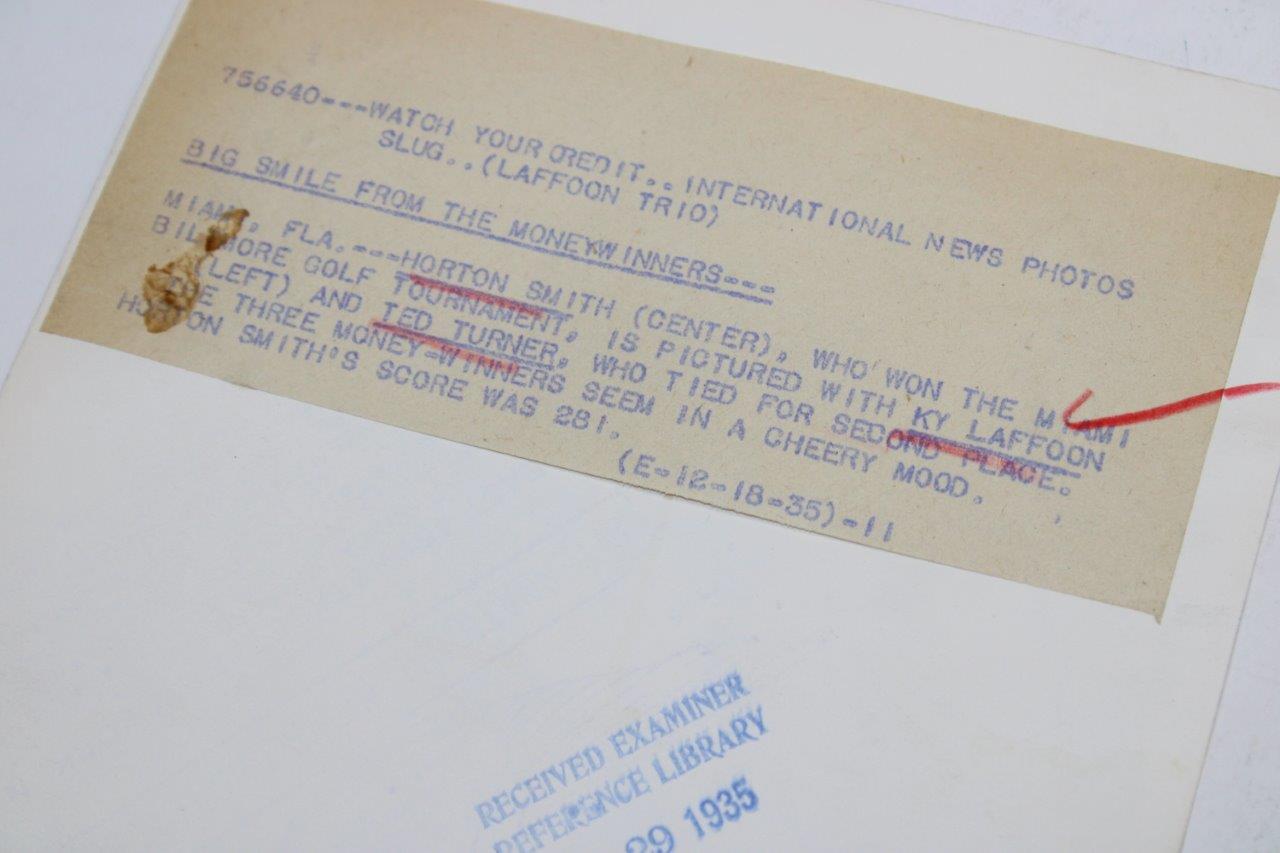 756640---WATCH YOUR CREDIT.. INTERNATIONAL NEWS PHOTOS
SLUG..(LAFFOON TRIO)
BIG SMILE FROM THE MONEYWINNERS---
MIAMI, FLA.---HORTON SMITH (CENTER), WHO WON THE MIAMI
BILTMORE GOLF TOURNAMENT, IS PICTURED WITH KY LAFFOON
(LEFT) AND TED TURNER, WHO TIED FOR SECOND PLACE.
THE THREE MONEY-WINNERS SEEM IN A CHEERY MOOD.
HORTON SMITH'S SCORE WAS 281.
(E-12-18-35)-11
RECEIVED EXAMINER
REFERENCE LIBRARY
29 1935